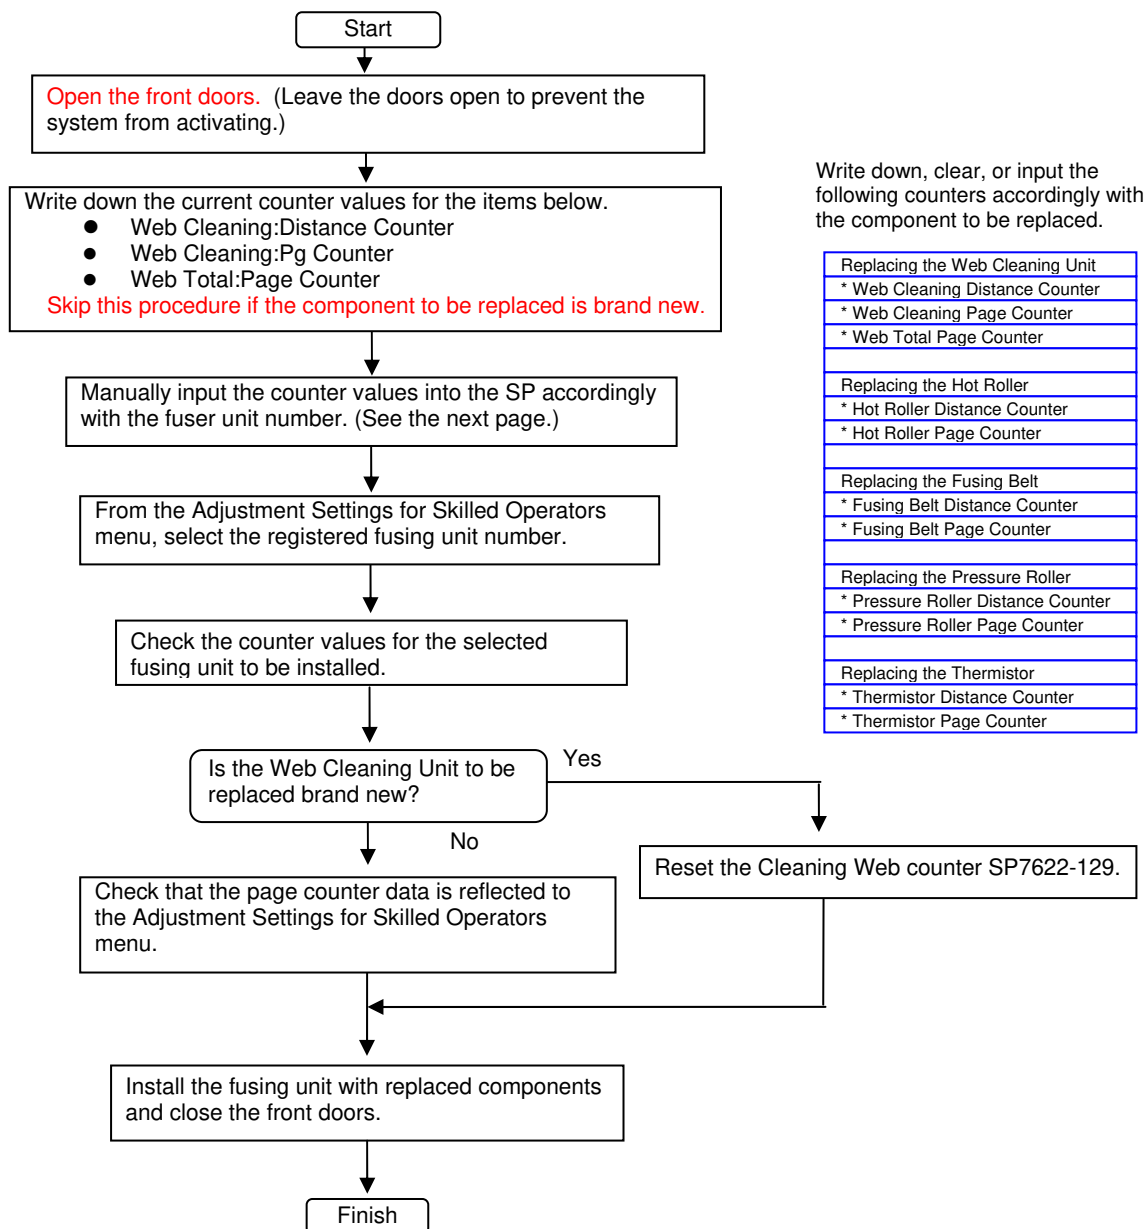 Start
Open the front doors. (Leave the doors open to prevent the
system from activating.)
Write down the current counter values for the items below.
● Web Cleaning:Distance Counter
● Web Cleaning:Pg Counter
● Web Total:Page Counter
Skip this procedure if the component to be replaced is brand new.
Manually input the counter values into the SP accordingly
with the fuser unit number. (See the next page.)
From the Adjustment Settings for Skilled Operators
menu, select the registered fusing unit number.
Check the counter values for the selected
fusing unit to be installed.
Is the Web Cleaning Unit to be
replaced brand new?
Yes
No
Reset the Cleaning Web counter SP7622-129.
Check that the page counter data is reflected to
the Adjustment Settings for Skilled Operators
menu.
Install the fusing unit with replaced components
and close the front doors.
Finish
Write down, clear, or input the
following counters accordingly with
the component to be replaced.
Replacing the Web Cleaning Unit
* Web Cleaning Distance Counter
* Web Cleaning Page Counter
* Web Total Page Counter
Replacing the Hot Roller
* Hot Roller Distance Counter
* Hot Roller Page Counter
Replacing the Fusing Belt
* Fusing Belt Distance Counter
* Fusing Belt Page Counter
Replacing the Pressure Roller
* Pressure Roller Distance Counter
* Pressure Roller Page Counter
Replacing the Thermistor
* Thermistor Distance Counter
* Thermistor Page Counter